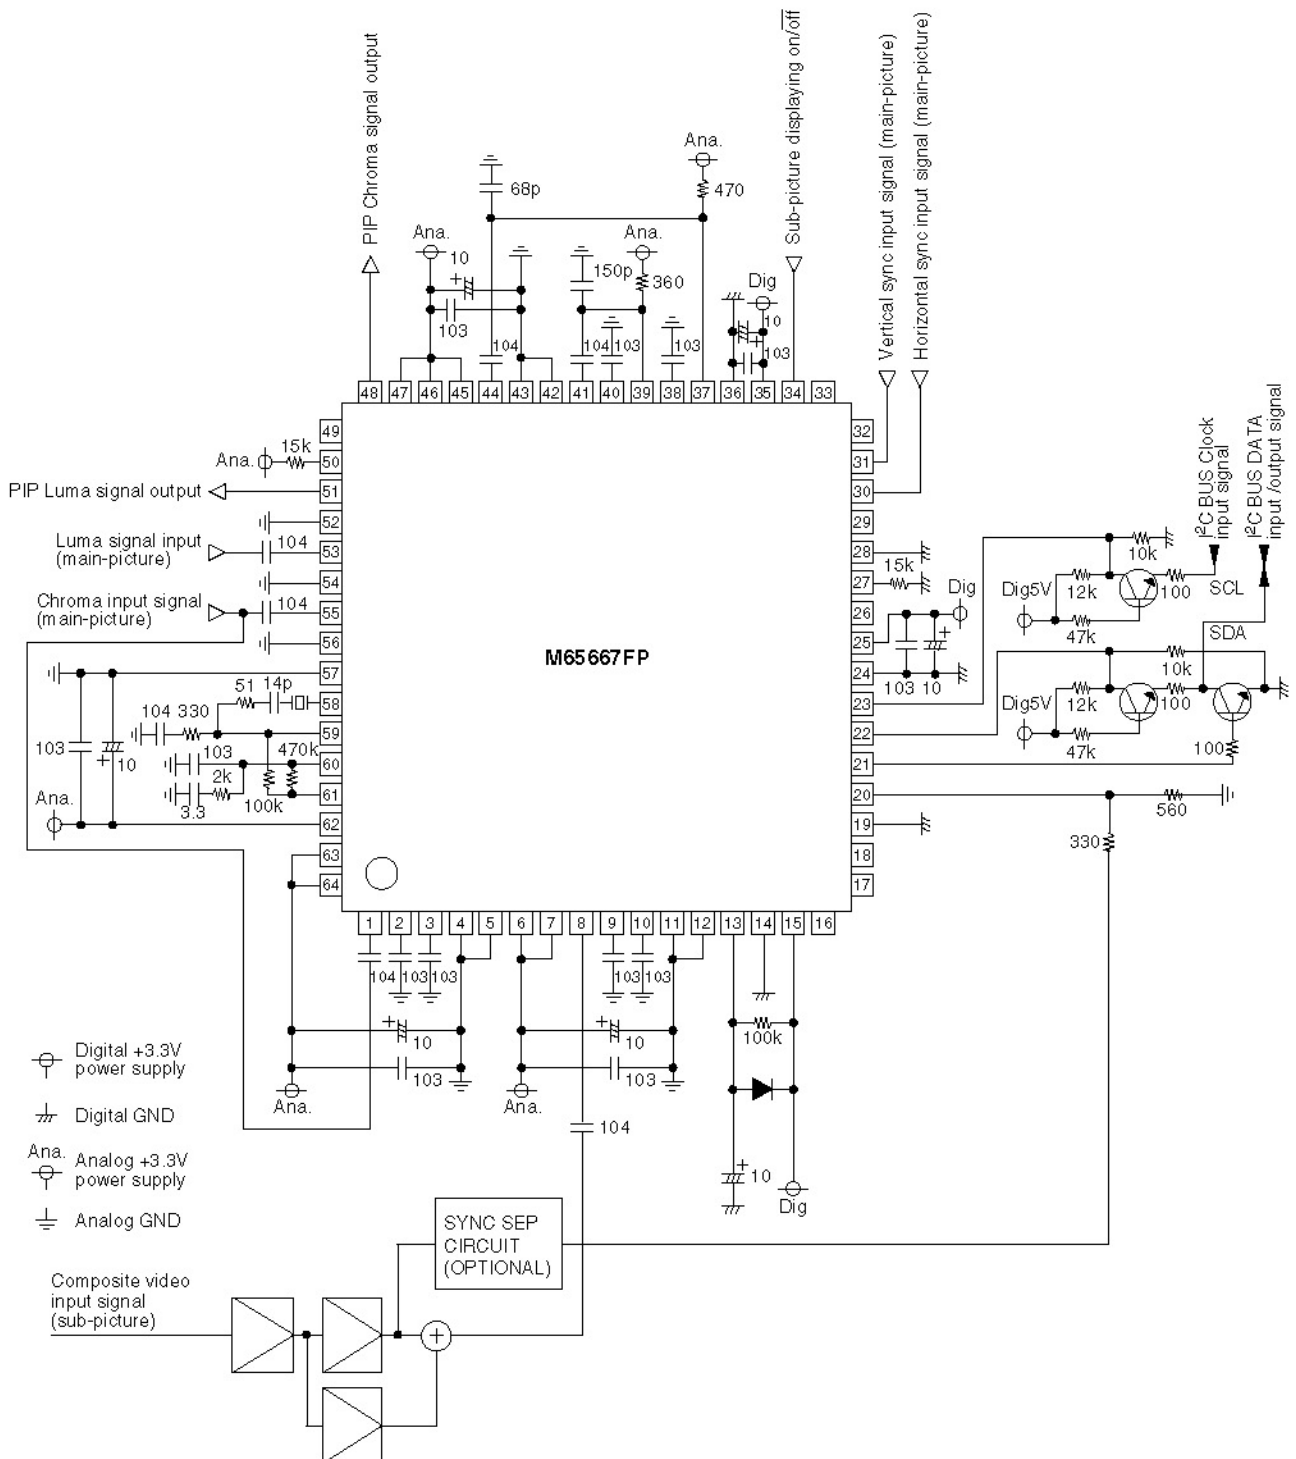 PIP Chroma signal output
Sub-picture displaying on/off
Vertical sync input signal (main-picture)
Horizontal sync input signal (main-picture)
Ana.
68p
470
Ana.
10
103
104
150p
Ana.
360
104
103
103
Dig
10
103
48
47
46
45
44
43
42
41
40
39
38
37
36
35
34
33
49
50
51
52
53
54
55
56
57
58
59
60
61
62
63
64
32
31
30
29
28
27
26
25
24
23
22
21
20
19
18
17
Ana.
15k
PIP Luma signal output
Luma signal input
(main-picture)
104
Chroma input signal
(main-picture)
104
M65667FP
51
14p
104
330
103
10
103
470k
2k
100k
3.3
Ana.
15k
Dig
103
10
I²C BUS Clock
input signal
I²C BUS DATA
input /output signal
10k
Dig5V
12k
100
SCL
47k
SDA
10k
Dig5V
12k
100
47k
100
560
330
1
2
3
4
5
6
7
8
9
10
11
12
13
14
15
16
104
103
103
103
103
+
10
103
Ana.
+
10
103
Ana.
104
100k
+
10
Dig
Digital +3.3V
power supply
Digital GND
Ana.
Analog +3.3V
power supply
Analog GND
SYNC SEP
CIRCUIT
(OPTIONAL)
Composite video
input signal
(sub-picture)
+